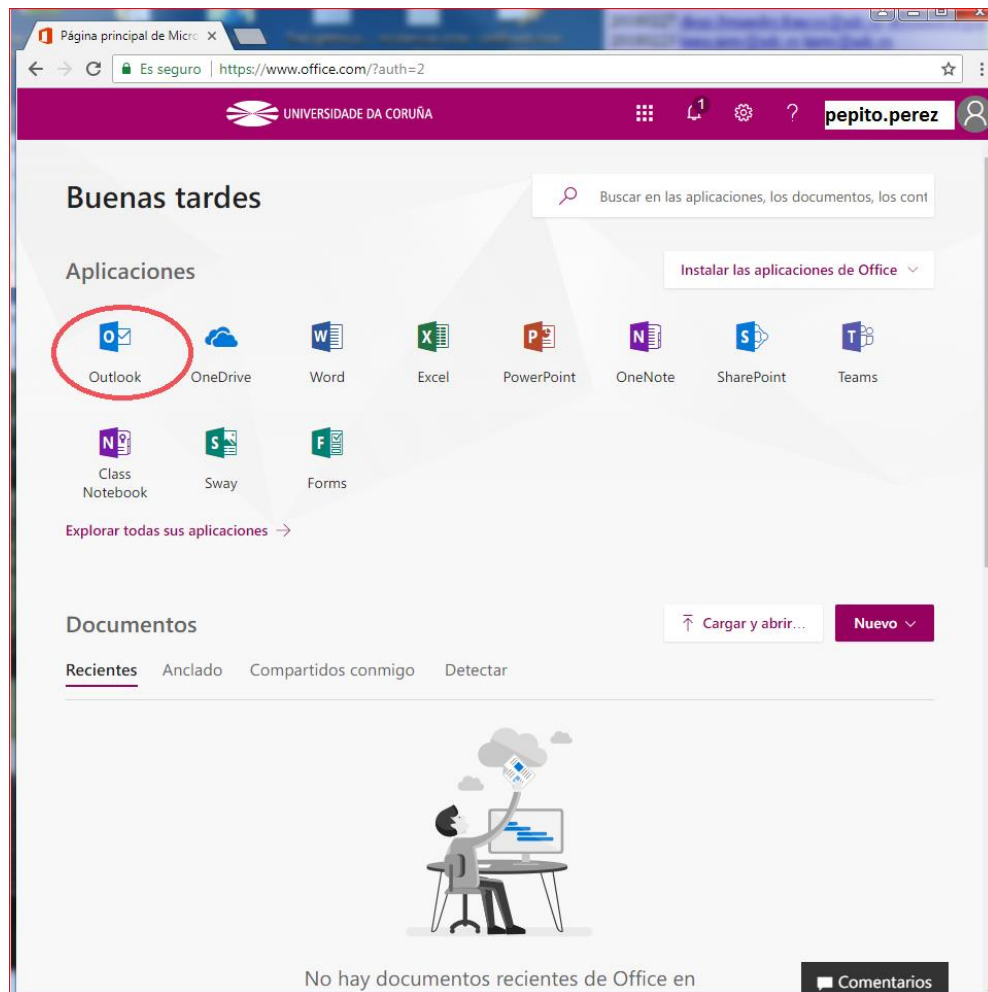 Página principal de Micro
Es seguro | https://www.office.com/?auth=2
UNIVERSIDADE DA CORUÑA
1
?
pepito.perez
Buenas tardes
Buscar en las aplicaciones, los documentos, los cont
Aplicaciones
Instalar las aplicaciones de Office
Outlook OneDrive Word Excel PowerPoint OneNote SharePoint Teams
Class Notebook
Sway
Forms
Explorar todas sus aplicaciones →
Documentos
Cargar y abrir...
Nuevo
Recientes Anclado Compartidos conmigo Detectar
No hay documentos recientes de Office en
Comentarios